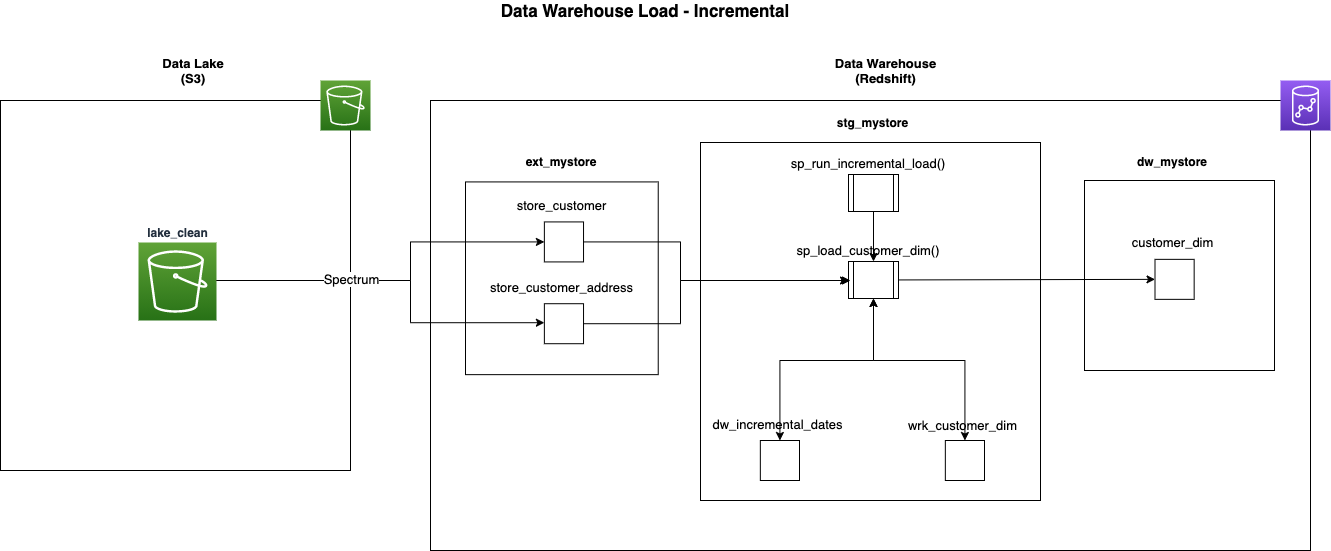 Data Warehouse Load - Incremental
Data Lake
(S3)
Data Warehouse
(Redshift)
stg_mystore
ext_mystore
dw_mystore
sp_run_incremental_load()
store_customer
lake_clean
customer_dim
sp_load_customer_dim()
Spectrum
store_customer_address
dw_incremental_dates
wrk_customer_dim